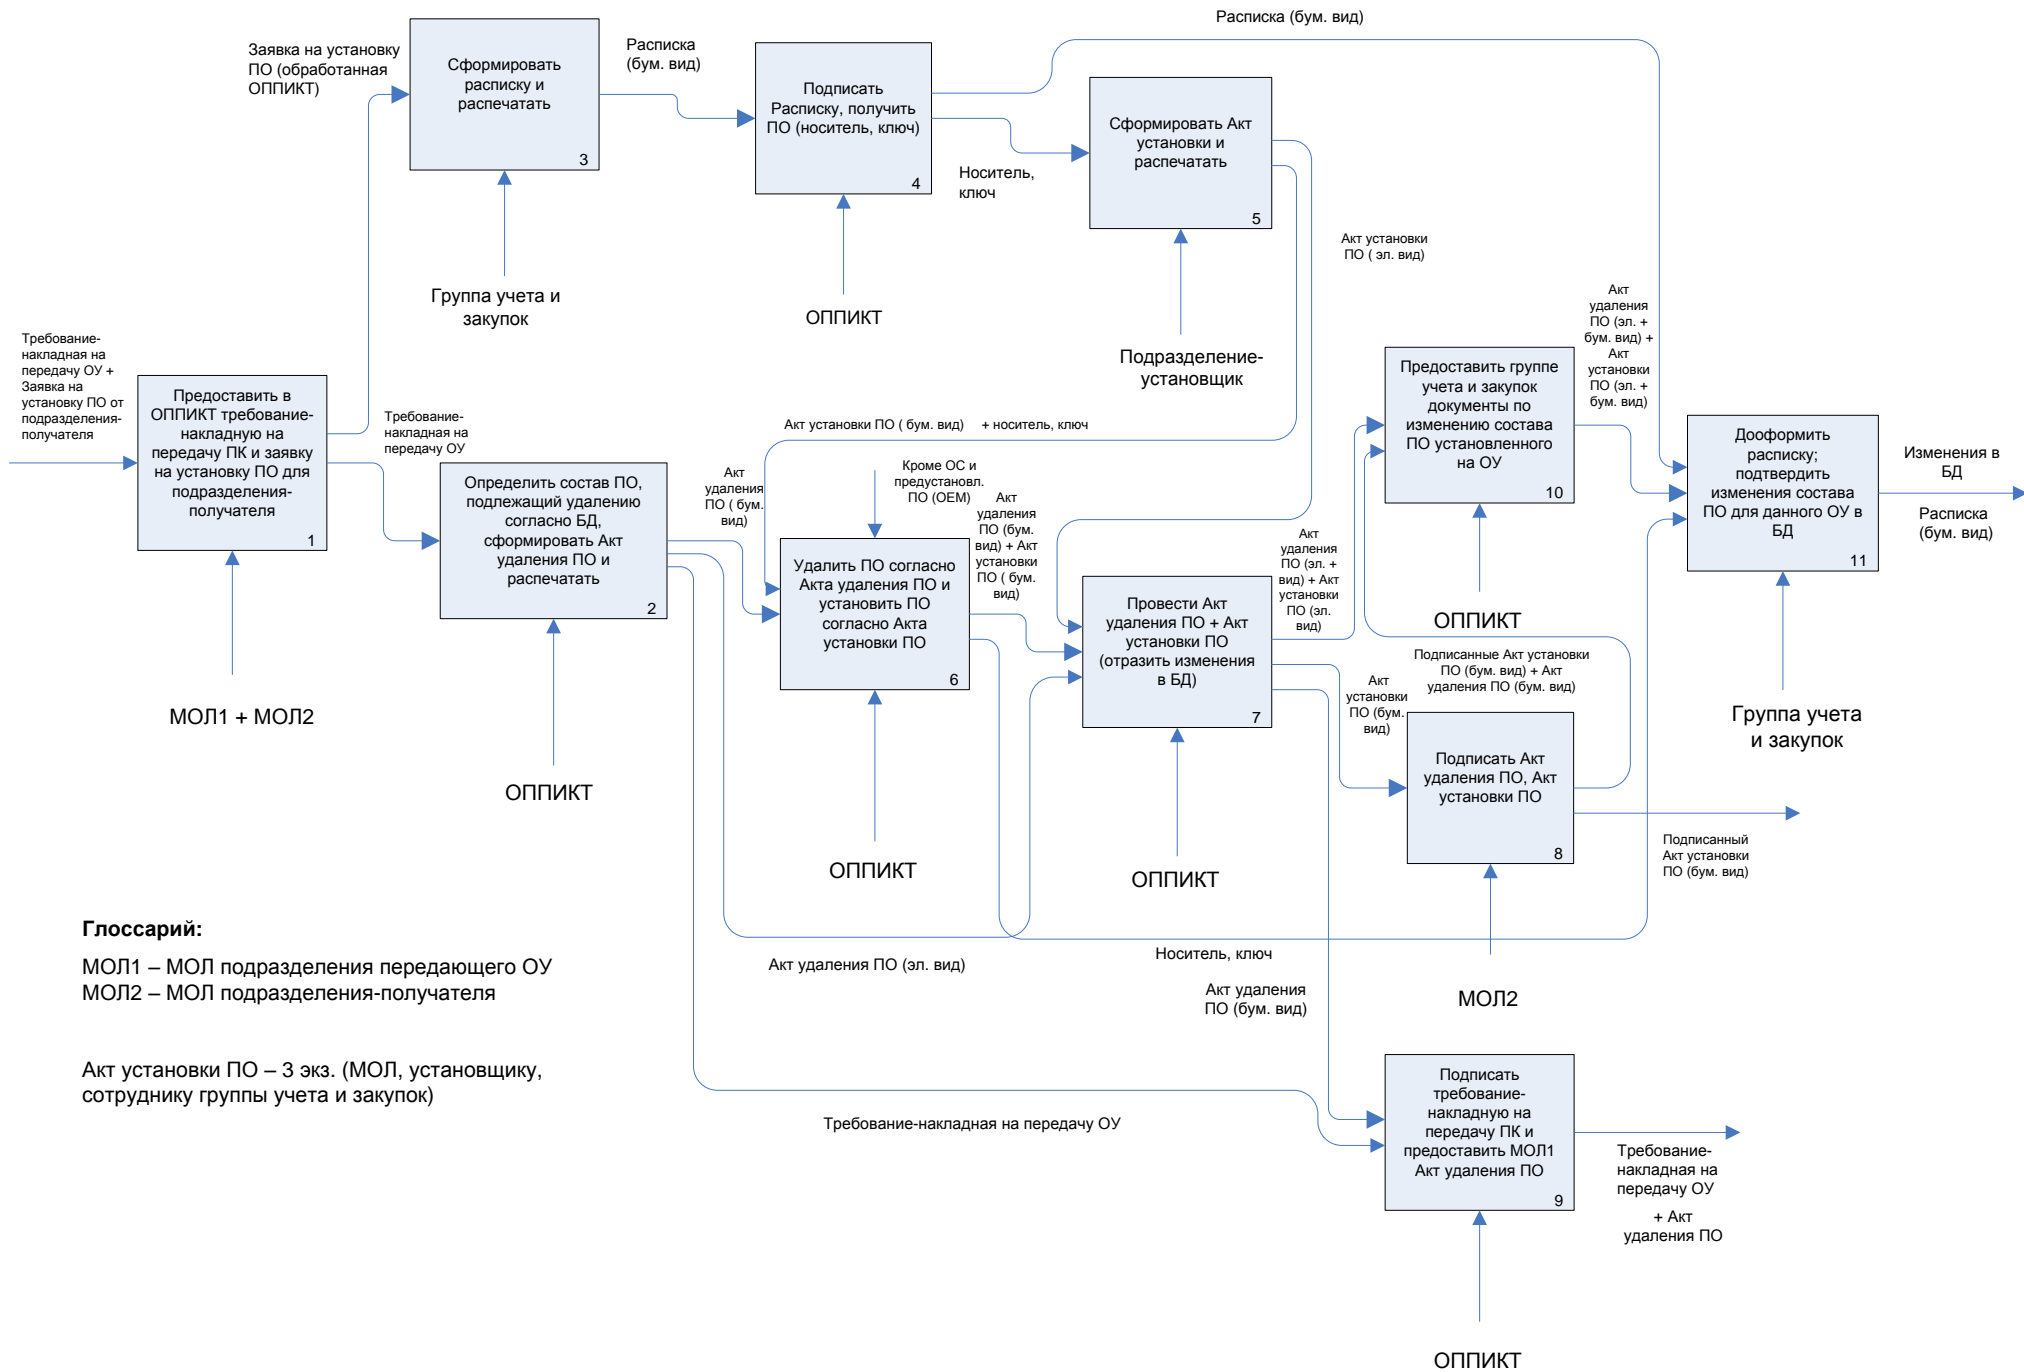 Расписка (бум. вид)
Заявка на установку
ПО (обработанная
ОППИКТ)
Сформировать
расписку и
распечатать
3
Расписка
(бум. вид)
Подписать
Расписку, получить
ПО (носитель, ключ)
4
Носитель,
ключ
Сформировать Акт
установки и
распечатать
5
Акт установки
ПО ( эл. вид)
Группа учета и
закупок
ОППИКТ
Подразделение-
установщик
Требование-
накладная на
передачу ОУ +
Заявка на
установку ПО от
подразделения-
получателя
Предоставить в
ОППИКТ требование-
накладную на
передачу ПК и заявку
на установку ПО для
подразделения-
получателя
1
МОЛ1 + МОЛ2
Требование-
накладная на
передачу ОУ
Определить состав ПО,
подлежащий удалению
согласно БД,
сформировать Акт
удаления ПО и
распечатать
2
ОППИКТ
Акт установки ПО ( бум. вид)
+ носитель, ключ
Акт
удаления
ПО ( бум.
вид)
Кроме ОС и
предустановл.
ПО (OEM)
Удалить ПО согласно
Акта удаления ПО и
установить ПО
согласно Акта
установки ПО
6
ОППИКТ
Акт
удаления
ПО (бум.
вид) + Акт
установки
ПО ( бум.
вид)
Провести Акт
удаления ПО + Акт
установки ПО
(отразить изменения
в БД)
7
ОППИКТ
Акт
удаления
ПО (эл. +
вид) + Акт
установки
ПО (эл.
вид)
Предоставить группе
учета и закупок
документы по
изменению состава
ПО установленного
на ОУ
10
ОППИКТ
Акт
удаления
ПО (эл. +
бум. вид) +
Акт
установки
ПО (эл. +
бум. вид)
Дооформить
расписку;
подтвердить
изменения состава
ПО для данного ОУ в
БД
11
Группа учета
и закупок
Изменения в
БД
Расписка
(бум. вид)
Подписанные Акт установки
ПО (бум. вид) + Акт
удаления ПО (бум. вид)
Акт
установки
ПО (бум.
вид)
Подписать Акт
удаления ПО, Акт
установки ПО
8
МОЛ2
Подписанный
Акт установки
ПО (бум. вид)
Акт удаления ПО (эл. вид)
Носитель, ключ
Акт удаления
ПО (бум. вид)
Требование-накладная на передачу ОУ
Подписать
требование-
накладную на
передачу ПК и
предоставить МОЛ1
Акт удаления ПО
9
ОППИКТ
Требование-
накладная на
передачу ОУ
+ Акт
удаления ПО
Глоссарий:
МОЛ1 – МОЛ подразделения передающего ОУ
МОЛ2 – МОЛ подразделения-получателя
Акт установки ПО – 3 экз. (МОЛ, установщику,
сотруднику группы учета и закупок)